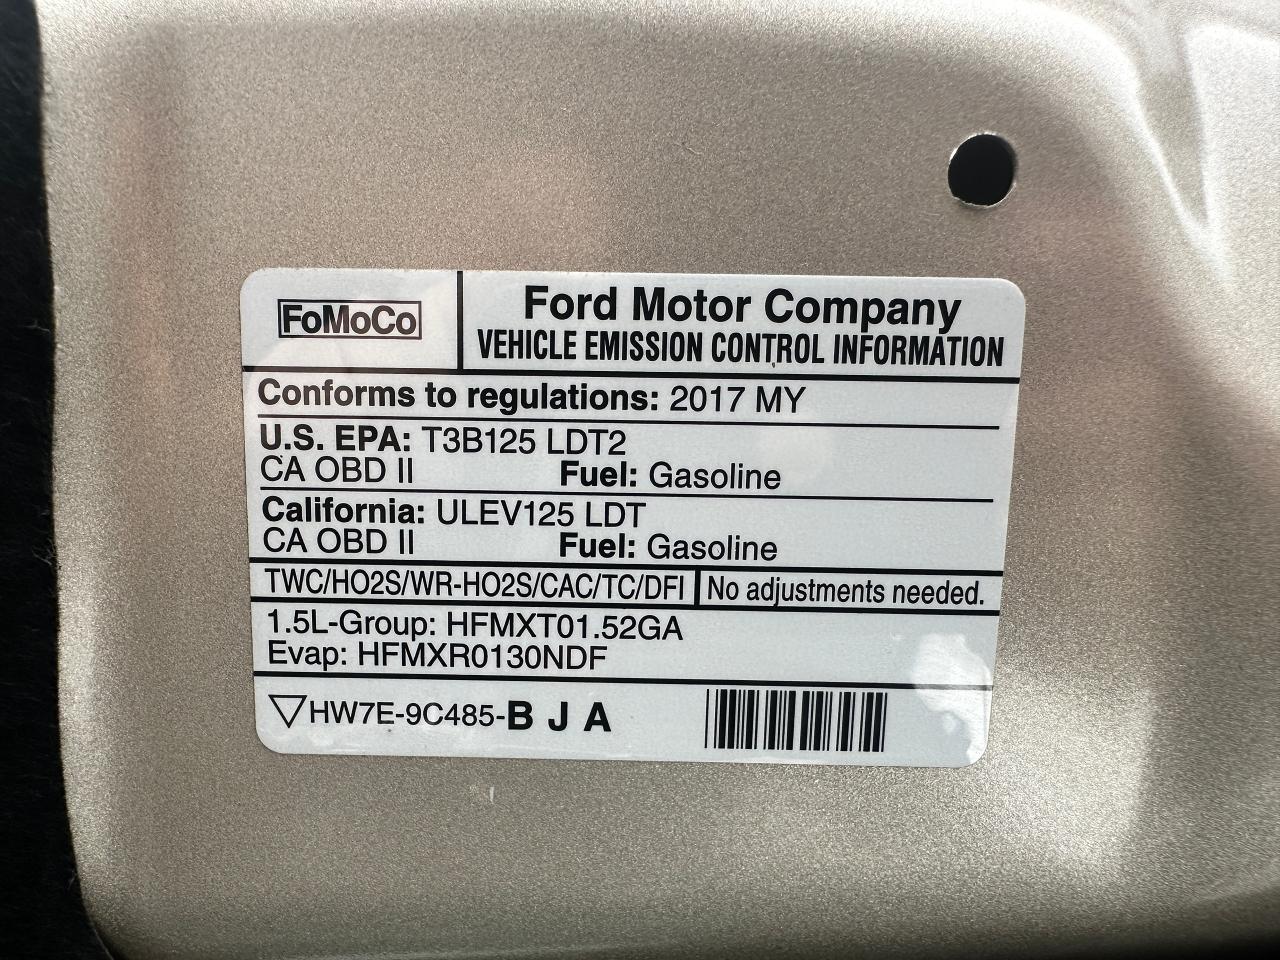 FoMoCo
Ford Motor Company
VEHICLE EMISSION CONTROL INFORMATION
Conforms to regulations: 2017 MY
U.S. EPA: T3B125 LDT2
CA OBD II Fuel: Gasoline
California: ULEV125 LDT
CA OBD II Fuel: Gasoline
TWC/HO2S/WR-HO2S/CAC/TC/DFI No adjustments needed.
1.5L-Group: HFMXT01.52GA
Evap: HFMXR0130NDF
HW7E-9C485-B J A